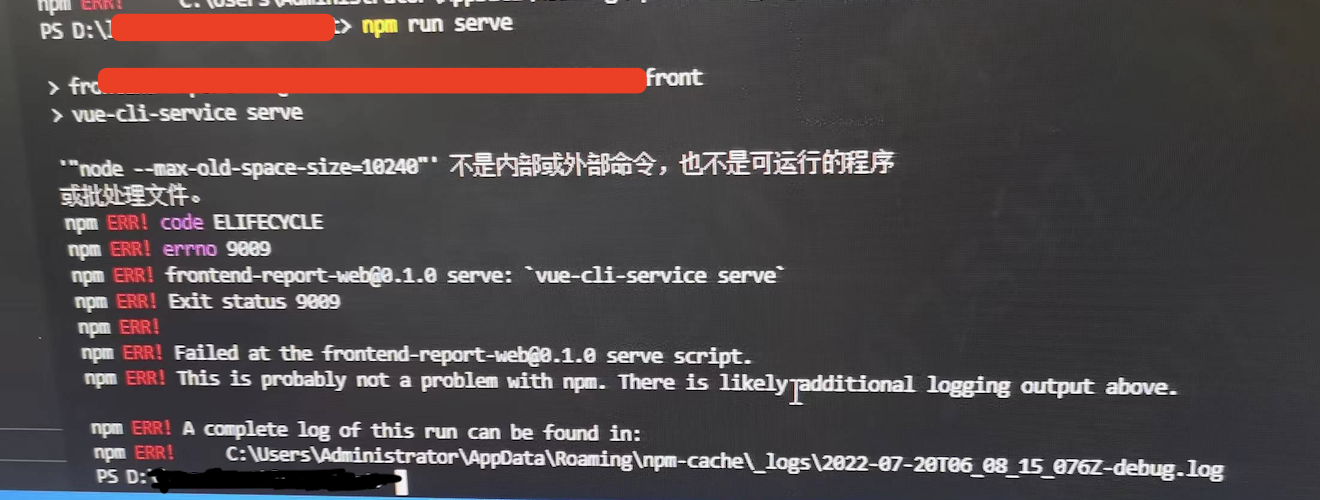 npm ERR! C:\Users\Administrator\AppData\Roaming\npm-
PS D:\ > npm run serve
> fro front
> vue-cli-service serve
'"node --max-old-space-size=10240"' 不是内部或外部命令，也不是可运行的程序
或批处理文件。
npm ERR! code ELIFECYCLE
npm ERR! errno 9009
npm ERR! frontend-report-web@0.1.0 serve: `vue-cli-service serve`
npm ERR! Exit status 9009
npm ERR!
npm ERR! Failed at the frontend-report-web@0.1.0 serve script.
npm ERR! This is probably not a problem with npm. There is likely additional logging output above.
npm ERR! A complete log of this run can be found in:
npm ERR! C:\Users\Administrator\AppData\Roaming\npm-cache\_logs\2022-07-20T06_08_15_076Z-debug.log
PS D: